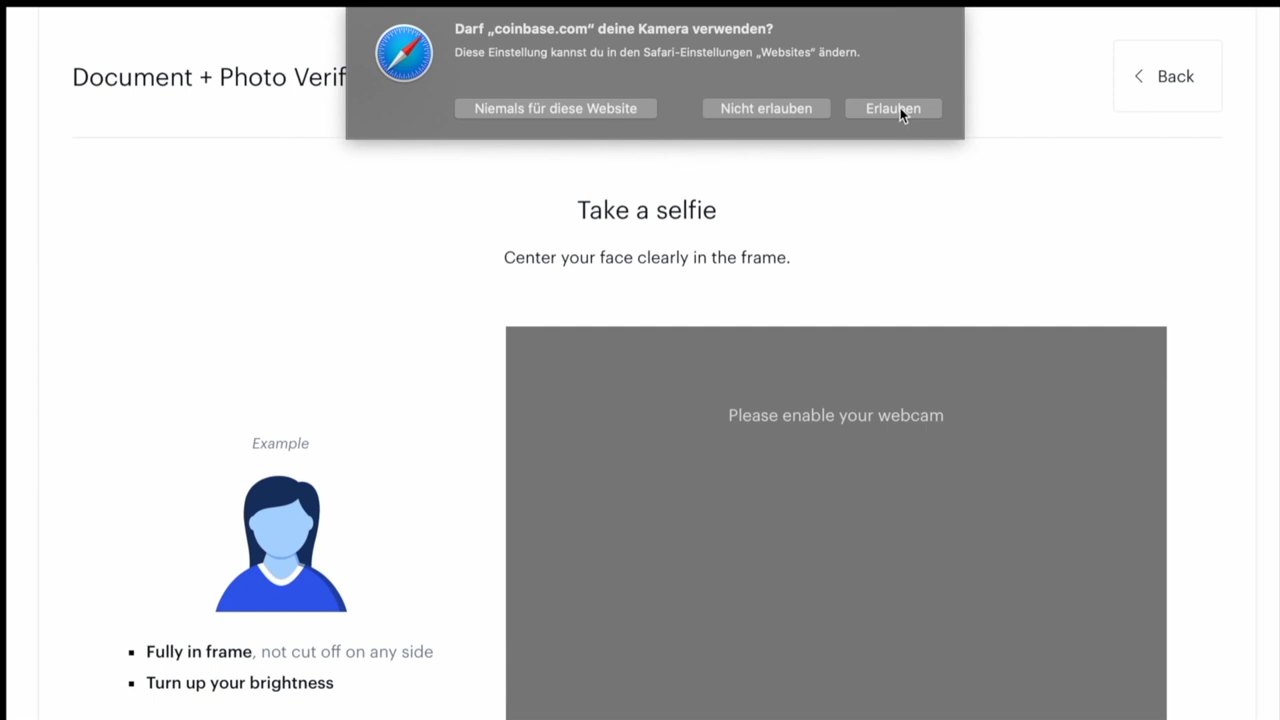 Darf „coinbase.com“ deine Kamera verwenden?
Diese Einstellung kannst du in den Safari-Einstellungen „Websites“ ändern.
Niemals für diese Website
Nicht erlauben
Erlauben
Document + Photo Verif
Back
Take a selfie
Center your face clearly in the frame.
Please enable your webcam
Example
▪ Fully in frame, not cut off on any side
▪ Turn up your brightness